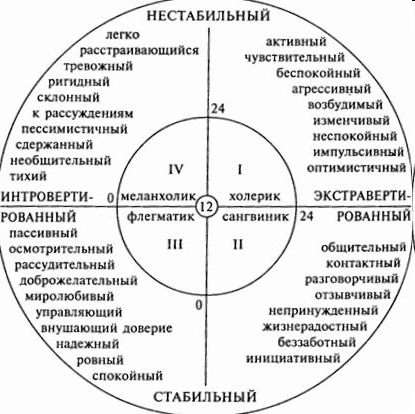 НЕСТАБИЛЬНЫЙ
легко
расстраивающийся
тревожный
ригидный
склонный
к рассуждениям
пессимистичный
сдержанный
необщительный
тихий
активный
чувствительный
беспокойный
агрессивный
возбудимый
изменчивый
неспокойный
импульсивный
оптимистичный
24
IV
I
ИНТРОВЕРТИ-
РОВАННЫЙ
0
меланхолик
холерик
12
флегматик
сангвиник
24
ЭКСТРАВЕРТИ-
РОВАННЫЙ
III
II
0
пассивный
осмотрительный
рассудительный
доброжелательный
миролюбивый
управляющий
внушающий доверие
надежный
ровный
спокойный
общительный
контактный
разговорчивый
отзывчивый
непринужденный
жизнерадостный
беззаботный
инициативный
СТАБИЛЬНЫЙ